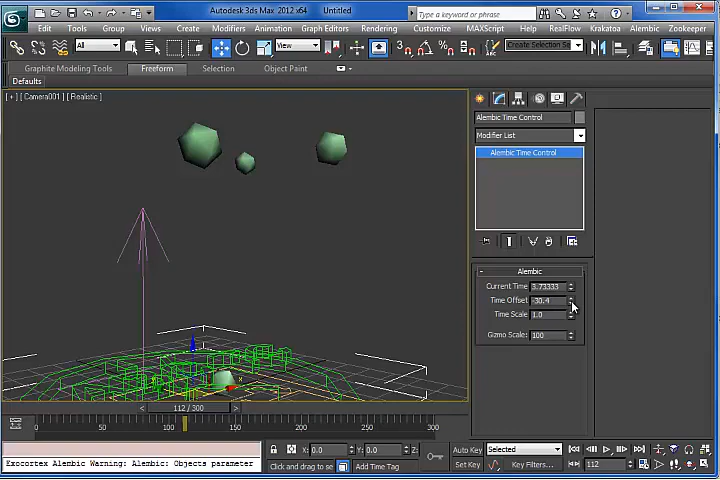 Autodesk 3ds Max 2012 x64 Untitled
Type a keyword or phrase
Edit Tools Group Views Create Modifiers Animation Graph Editors Rendering Customize MAXScript RealFlow Krakatoa Alembic Zookeeper
All View Create Selection Se
Graphite Modeling Tools Freeform Selection Object Paint
Defaults
[ + ] [ Camera001 ] [ Realistic ]
Alembic Time Control
Modifier List
Alembic Time Control
- Alembic
Current Time 3.73333
Time Offset -30.4
Time Scale 1.0
Gizmo Scale: 100
< 112 / 300 >
0 50 100 150 200 250 300
X: 0.0 Y: 0.0 Z:
Auto Key Selected
Exocortex Alembic Warning: Alembic: Objects parameter
Click and drag to se
Add Time Tag
Set Key Key Filters... 112